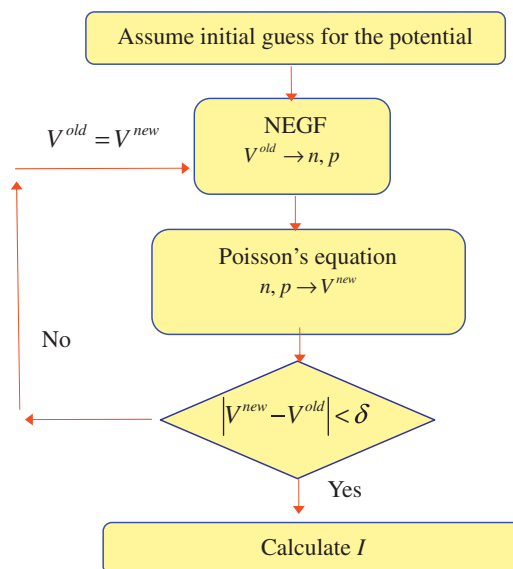 Assume initial guess for the potential
NEGF
V^old → n, p
V^old = V^new
Poisson's equation
n, p → V^new
No
|V^new − V^old| < δ
Yes
Calculate I